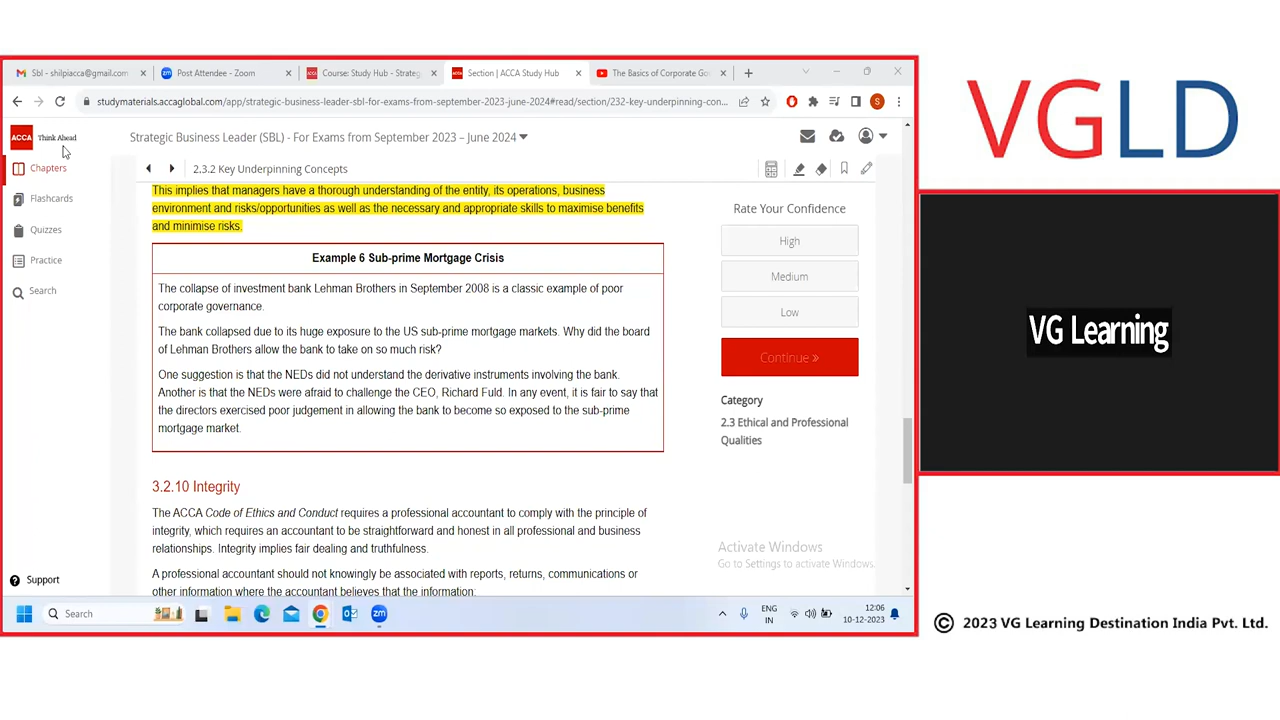 Sbl - shilpiacca@gmail.com
Post Attendee - Zoom
Course: Study Hub - Strateg
Section | ACCA Study Hub
The Basics of Corporate Go
studymaterials.accaglobal.com/app/strategic-business-leader-sbl-for-exams-from-september-2023-june-2024#read/section/232-key-underpinning-con...
S
ACCA Think Ahead
Strategic Business Leader (SBL) - For Exams from September 2023 – June 2024
Chapters
Flashcards
Quizzes
Practice
Search
Support
2.3.2 Key Underpinning Concepts
This implies that managers have a thorough understanding of the entity, its operations, business
environment and risks/opportunities as well as the necessary and appropriate skills to maximise benefits
and minimise risks.
Example 6 Sub-prime Mortgage Crisis
The collapse of investment bank Lehman Brothers in September 2008 is a classic example of poor
corporate governance.
The bank collapsed due to its huge exposure to the US sub-prime mortgage markets. Why did the board
of Lehman Brothers allow the bank to take on so much risk?
One suggestion is that the NEDs did not understand the derivative instruments involving the bank.
Another is that the NEDs were afraid to challenge the CEO, Richard Fuld. In any event, it is fair to say that
the directors exercised poor judgement in allowing the bank to become so exposed to the sub-prime
mortgage market.
3.2.10 Integrity
The ACCA Code of Ethics and Conduct requires a professional accountant to comply with the principle of
integrity, which requires an accountant to be straightforward and honest in all professional and business
relationships. Integrity implies fair dealing and truthfulness.
A professional accountant should not knowingly be associated with reports, returns, communications or
other information where the accountant believes that the information:
Rate Your Confidence
High
Medium
Low
Continue »
Category
2.3 Ethical and Professional
Qualities
Activate Windows
Go to Settings to activate Windows.
Search
zm
ENG
IN
12:06
10-12-2023
VGLD
VG Learning
© 2023 VG Learning Destination India Pvt. Ltd.